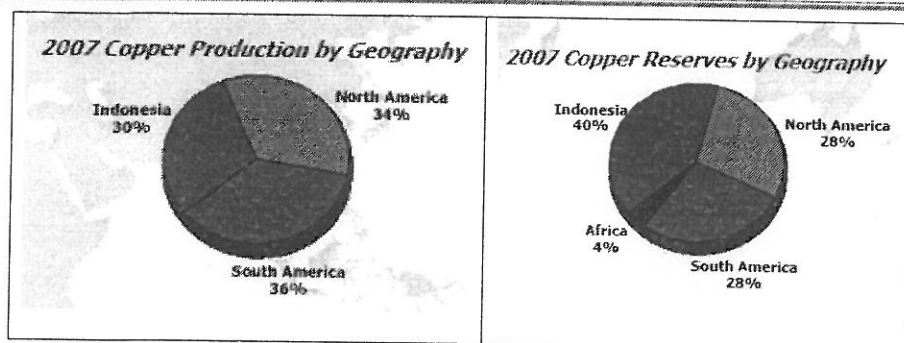 2007 Copper Production by Geography
Indonesia
30%
North America
34%
South America
36%
2007 Copper Reserves by Geography
Indonesia
40%
North America
28%
Africa
4%
South America
28%